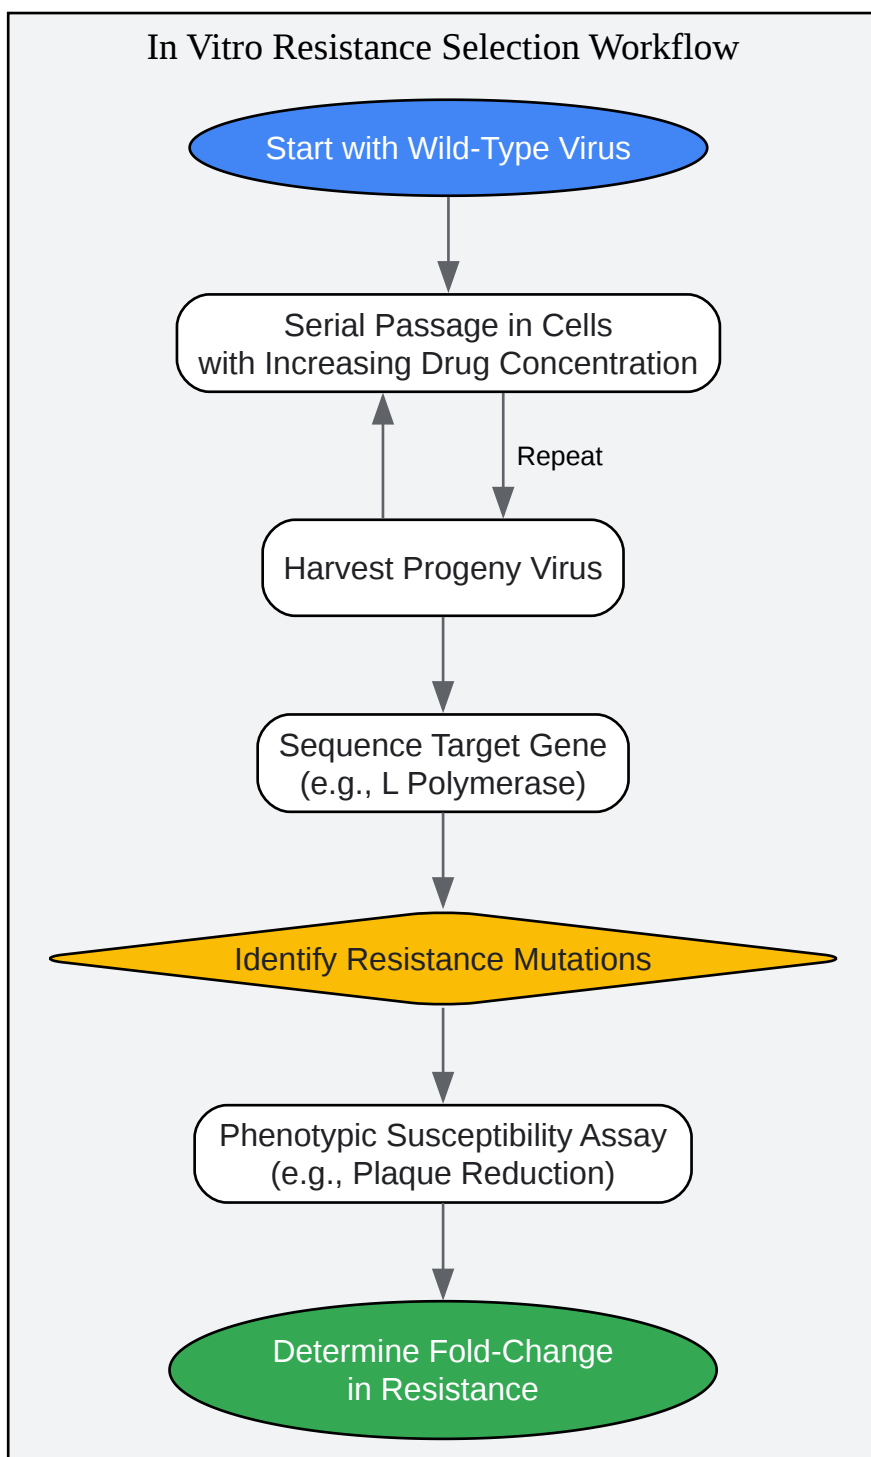 In Vitro Resistance Selection Workflow
Start with Wild-Type Virus
Serial Passage in Cells
with Increasing Drug Concentration
Repeat
Harvest Progeny Virus
Sequence Target Gene
(e.g., L Polymerase)
Identify Resistance Mutations
Phenotypic Susceptibility Assay
(e.g., Plaque Reduction)
Determine Fold-Change
in Resistance